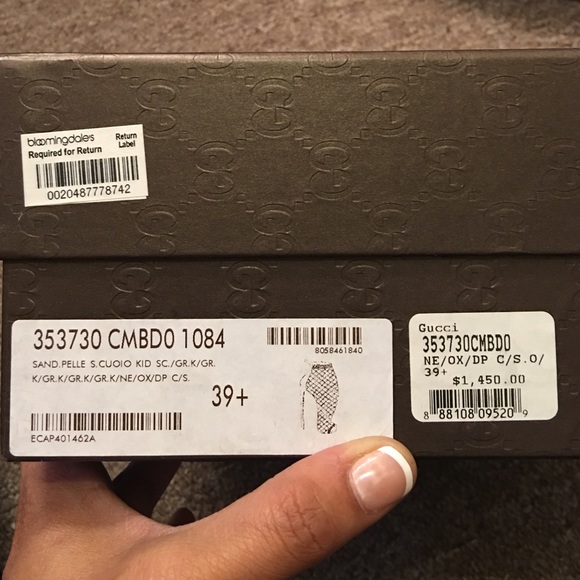 bloomingdale's
Return
Label
Required for Return
0020487778742
353730 CMBD0 1084
8058461840
SAND.PELLE S.CUOIO KID SC./GR.K/GR.
K/GR.K/GR.K/GR.K/NE/OX/DP C/S.
39+
ECAP401462A
Gucci
353730CMBD0
NE/OX/DP C/S.O/
39+
$1,450.00
8 88108 09520 9